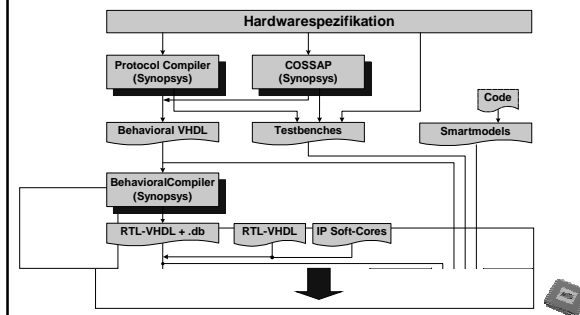 Hardwarespezifikation
Protocol Compiler
(Synopsys)
COSSAP
(Synopsys)
Code
Behavioral VHDL
Testbenches
Smartmodels
BehavioralCompiler
(Synopsys)
RTL-VHDL + .db
RTL-VHDL
IP Soft-Cores